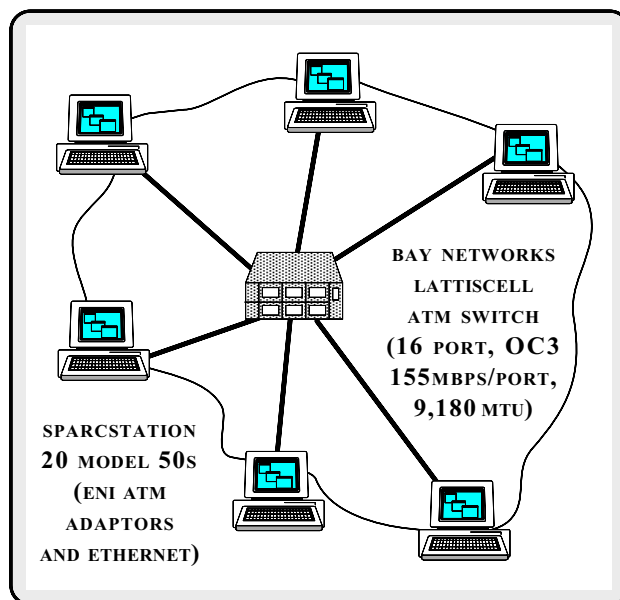 BAY NETWORKS
LATTISCELL
ATM SWITCH
(16 PORT, OC3
155MBPS/PORT,
9,180 MTU)
SPARCSTATION
20 MODEL 50S
(ENI ATM
ADAPTORS
AND ETHERNET)